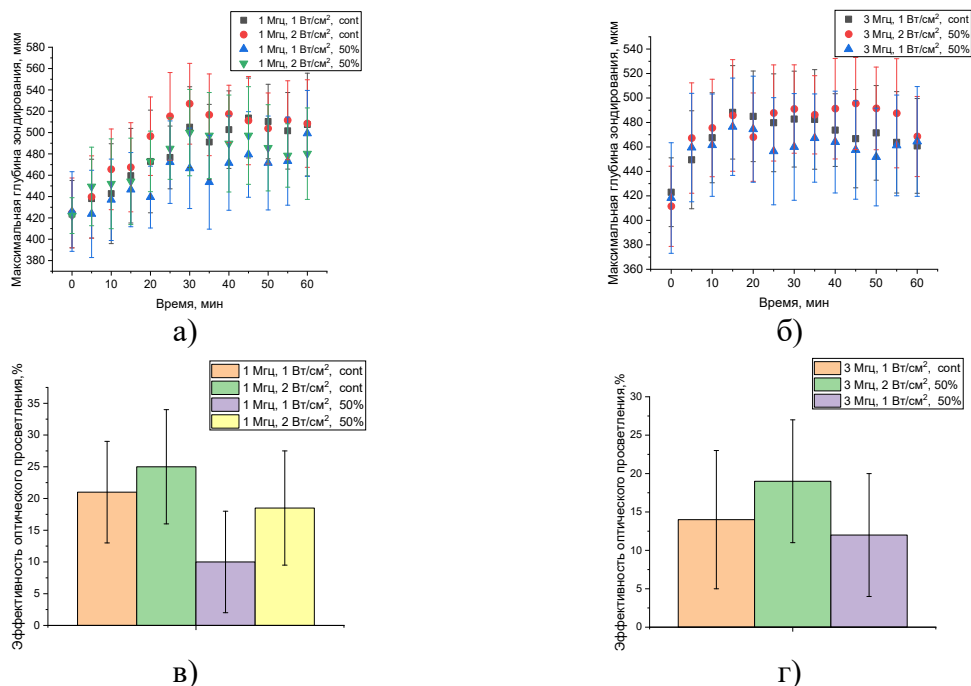 1 Мгц, 1 Вт/см², cont
1 Мгц, 2 Вт/см², cont
1 Мгц, 1 Вт/см², 50%
1 Мгц, 2 Вт/см², 50%
Максимальная глубина зондирования, мкм
580
560
540
520
500
480
460
440
420
400
380
0 10 20 30 40 50 60
Время, мин
а)
3 Мгц, 1 Вт/см², cont
3 Мгц, 2 Вт/см², 50%
3 Мгц, 1 Вт/см², 50%
Максимальная глубина зондирования, мкм
540
520
500
480
460
440
420
400
380
360
0 10 20 30 40 50 60
Время, мин
б)
1 Мгц, 1 Вт/см², cont
1 Мгц, 2 Вт/см², cont
1 Мгц, 1 Вт/см², 50%
1 Мгц, 2 Вт/см², 50%
Эффективность оптического просветления,%
35
30
25
20
15
10
5
0
в)
3 Мгц, 1 Вт/см², cont
3 Мгц, 2 Вт/см², 50%
3 Мгц, 1 Вт/см², 50%
Эффективность оптического просветления,%
30
25
20
15
10
5
0
г)